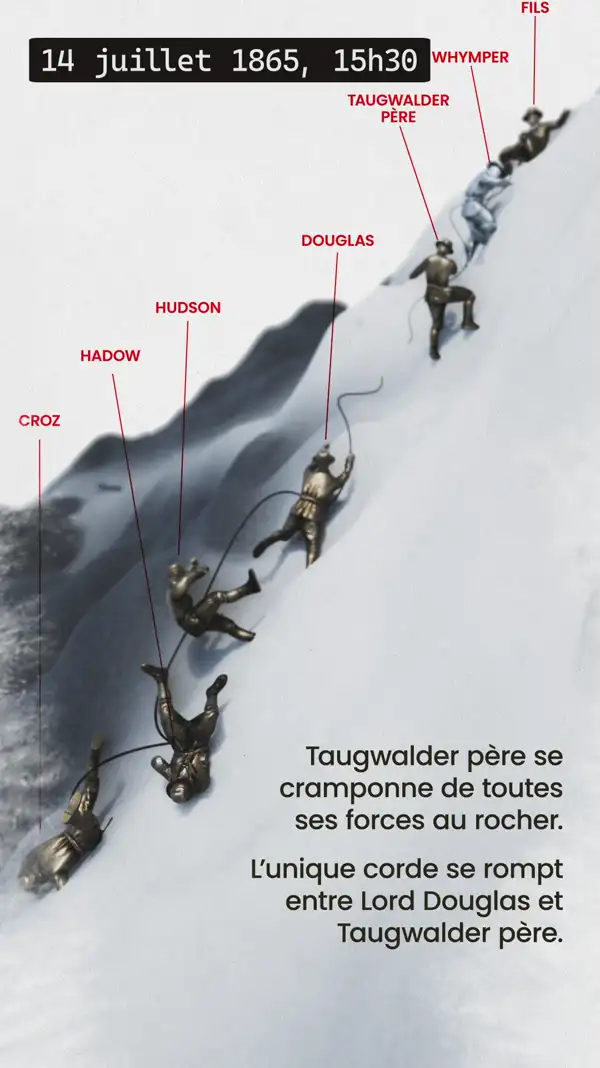 FILS
14 juillet 1865, 15h30
WHYMPER
TAUGWALDER
PÈRE
DOUGLAS
HUDSON
HADOW
CROZ
Taugwalder père se
cramponne de toutes
ses forces au rocher.
L’unique corde se rompt
entre Lord Douglas et
Taugwalder père.